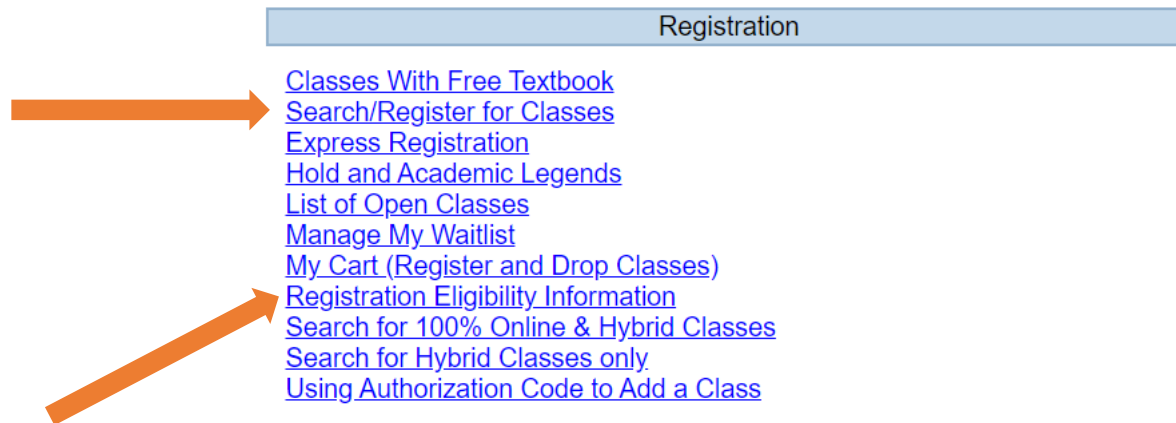 Registration
Classes With Free Textbook
Search/Register for Classes
Express Registration
Hold and Academic Legends
List of Open Classes
Manage My Waitlist
My Cart (Register and Drop Classes)
Registration Eligibility Information
Search for 100% Online & Hybrid Classes
Search for Hybrid Classes only
Using Authorization Code to Add a Class